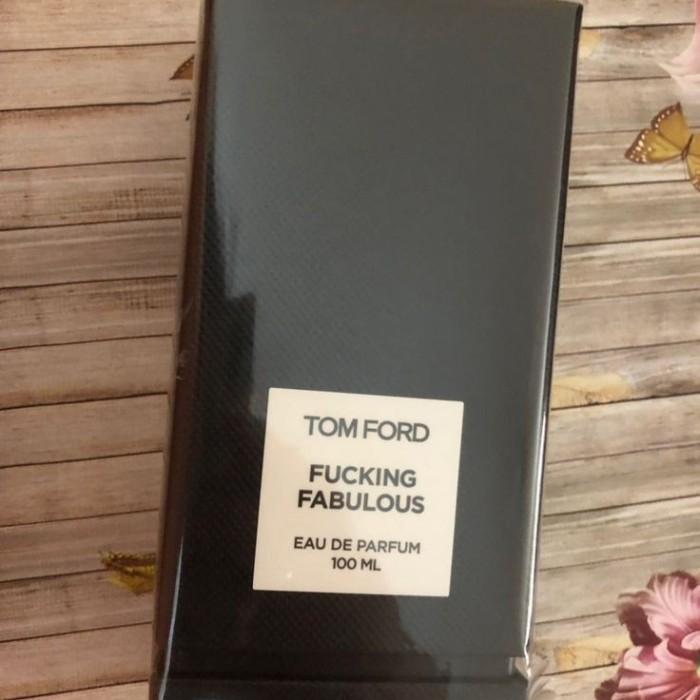 TOM FORD
FUCKING
FABULOUS
EAU DE PARFUM
100 ML